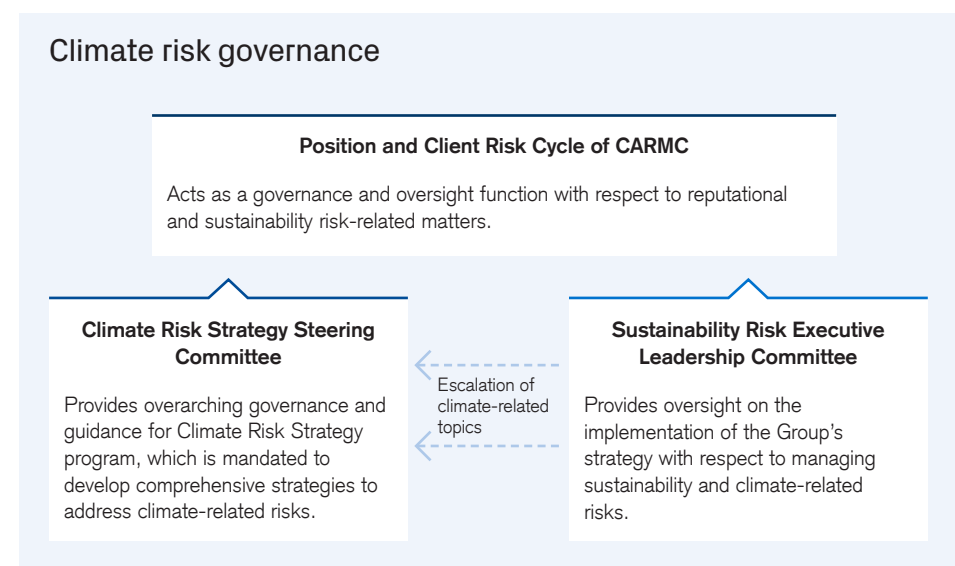 Climate risk governance
Position and Client Risk Cycle of CARMC
Acts as a governance and oversight function with respect to reputational
and sustainability risk-related matters.
Climate Risk Strategy Steering
Committee
Provides overarching governance and
guidance for Climate Risk Strategy
program, which is mandated to
develop comprehensive strategies to
address climate-related risks.
Escalation of
climate-related
topics
Sustainability Risk Executive
Leadership Committee
Provides oversight on the
implementation of the Group’s
strategy with respect to managing
sustainability and climate-related
risks.